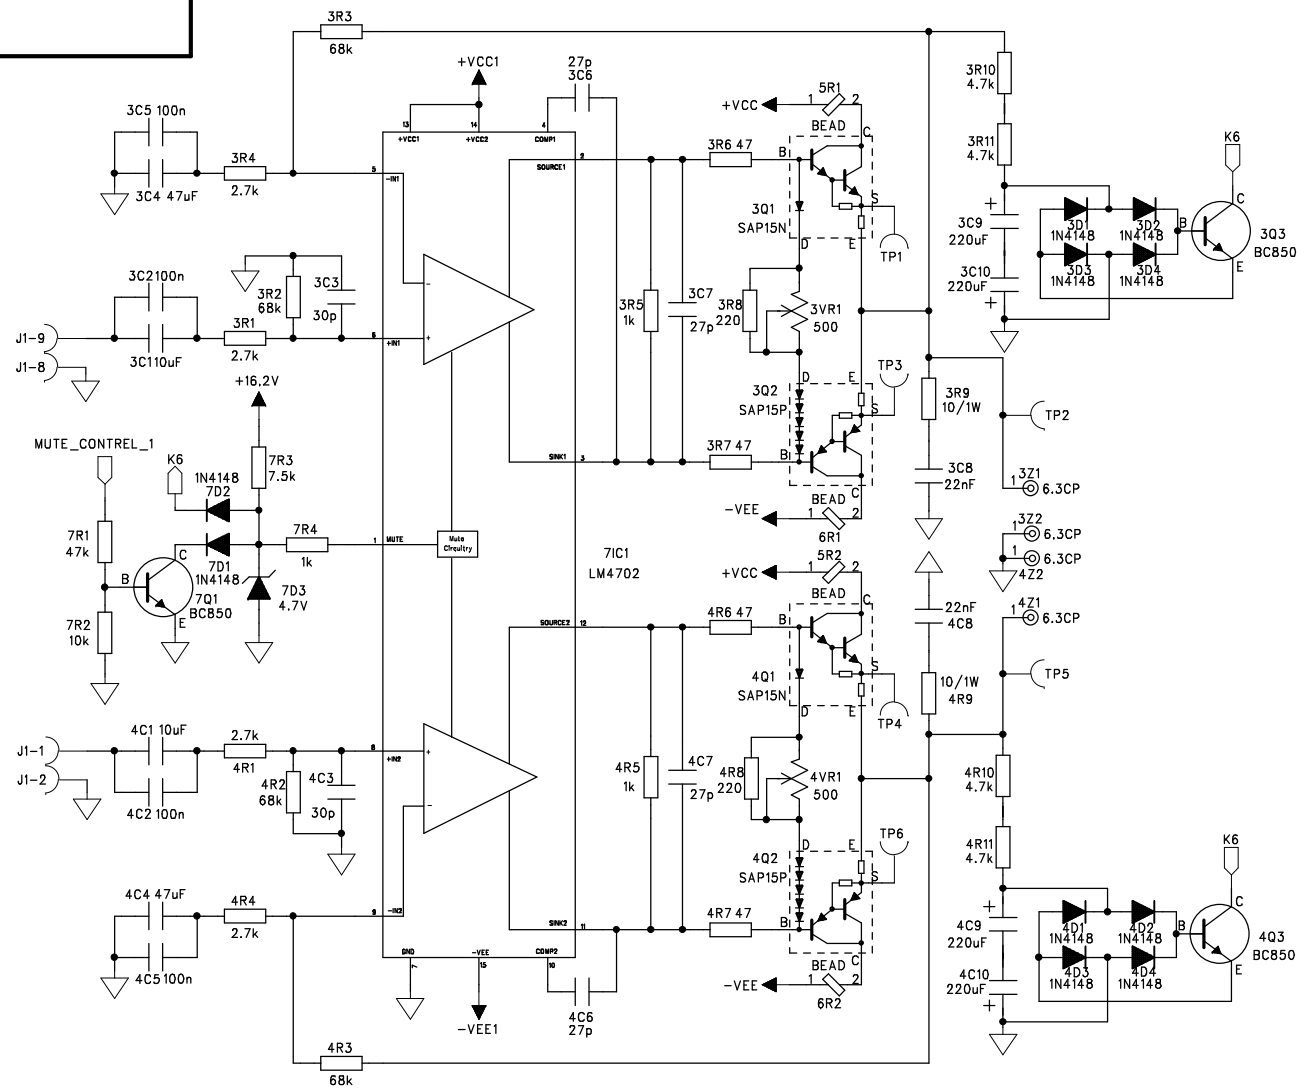 3R3
68k
+VCC1
27p
3C6
3C5 100n
3C4 47uF
3R4
2.7k
13
+VCC1
14
+VCC2
4
COMP1
5
-IN1
SOURCE1
2
+VCC
5R1
1
2
BEAD
C
3R6 47
B
S
3Q1
SAP15N
D
E
TP1
3R10
4.7k
3R11
4.7k
K6
C
B
E
3C9
220uF
3D1
1N4148
3D2
1N4148
3Q3
BC850
3C10
220uF
3D3
1N4148
3D4
1N4148
3C2100n
3C110uF
3R2
68k
3C3
30p
3R1
2.7k
J1-9
J1-8
6
+IN1
-
+
3R5
1k
3C7
27p
3R8
220
3VR1
500
+16.2V
MUTE_CONTREL_1
K6
1N4148
7D2
7R3
7.5k
3Q2
SAP15P
D
E
S
TP3
3R9
10/1W
TP2
SINK1
3
3R7 47
B
C
3C8
22nF
3Z1
1
6.3CP
7R1
47k
C
B
E
7D1
1N4148
7Q1
BC850
7R4
1k
1
MUTE
Mute
Circuitry
-VEE
BEAD
1
2
6R1
3Z2
1
6.3CP
1
6.3CP
4Z2
7R2
10k
7D3
4.7V
7IC1
LM4702
+VCC
5R2
1
2
BEAD
C
22nF
4C8
4Z1
1
6.3CP
SOURCE2
12
4R6 47
B
S
4Q1
SAP15N
D
E
TP4
10/1W
4R9
TP5
4C1 10uF
4C2 100n
2.7k
4R1
J1-1
J1-2
4R2
68k
4C3
30p
8
+IN2
+
-
4R5
1k
4C7
27p
4R8
220
4VR1
500
4R10
4.7k
4R11
4.7k
4Q2
SAP15P
D
E
S
TP6
K6
C
B
E
4C4 47uF
4C5 100n
4R4
2.7k
9
-IN2
SINK2
11
4R7 47
B
C
4C9
220uF
4D1
1N4148
4D2
1N4148
4Q3
BC850
4C10
220uF
4D3
1N4148
4D4
1N4148
GND
7
-VEE
15
COMP2
10
-VEE1
4C6
27p
-VEE
BEAD
1
2
6R2
4R3
68k